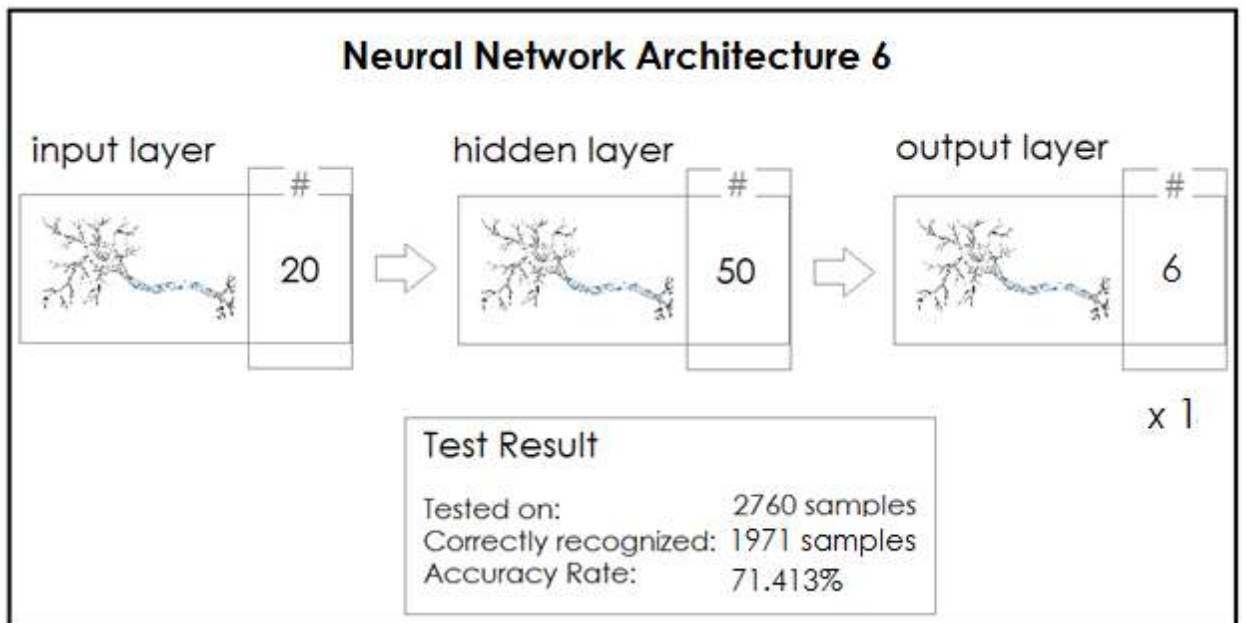 Neural Network Architecture 6
input layer
#
20
hidden layer
#
50
output layer
#
6
x 1
Test Result
Tested on: 2760 samples
Correctly recognized: 1971 samples
Accuracy Rate: 71.413%